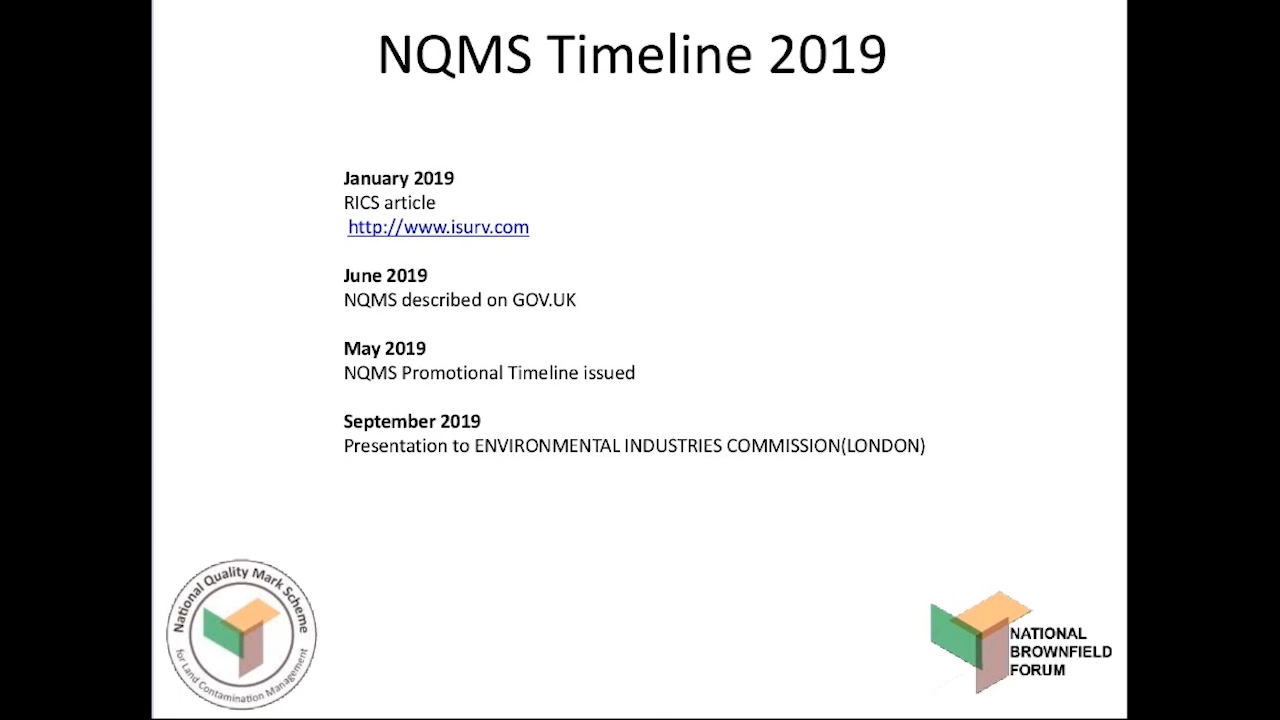 NQMS Timeline 2019
January 2019
RICS article
http://www.isurv.com
June 2019
NQMS described on GOV.UK
May 2019
NQMS Promotional Timeline issued
September 2019
Presentation to ENVIRONMENTAL INDUSTRIES COMMISSION(LONDON)
National Quality Mark Scheme
for Land Contamination Management
NATIONAL
BROWNFIELD
FORUM